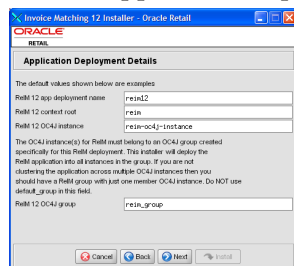 Invoice Matching 12 Installer - Oracle Retail
ORACLE
RETAIL
Application Deployment Details
The default values shown below are examples
ReIM 12 app deployment name reim12
ReIM 12 context root reim
ReIM 12 OC4J instance reim-oc4j-instance
The OC4J instance(s) for ReIM must belong to an OC4J group created
specifically for this ReIM deployment. This installer will deploy the
ReIM application into all instances in the group. If you are not
clustering the application across multiple OC4J instances then you
should have a ReIM group with just one member OC4J instance. Do NOT use
default_group in this field.
ReIM 12 OC4J group reim_group
Cancel Back Next Install